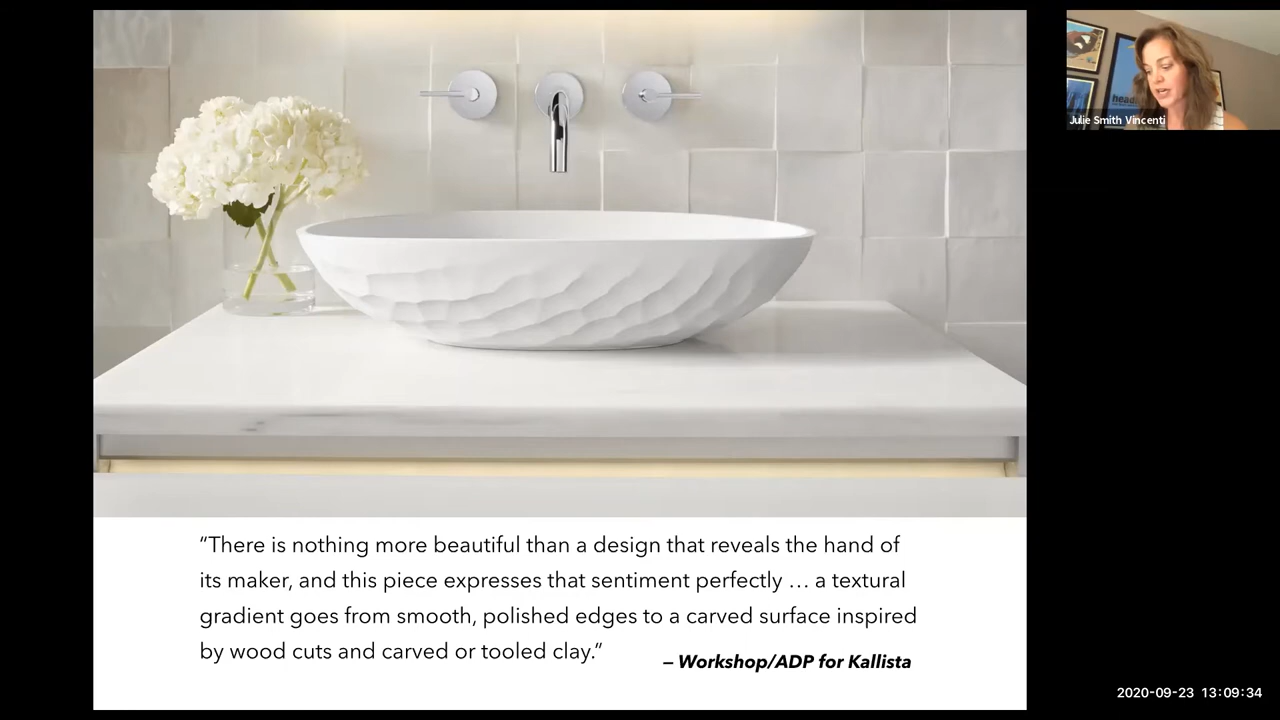 head
Julie Smith Vincenti
“There is nothing more beautiful than a design that reveals the hand of
its maker, and this piece expresses that sentiment perfectly … a textural
gradient goes from smooth, polished edges to a carved surface inspired
by wood cuts and carved or tooled clay.”
– Workshop/ADP for Kallista
2020-09-23 13:09:34